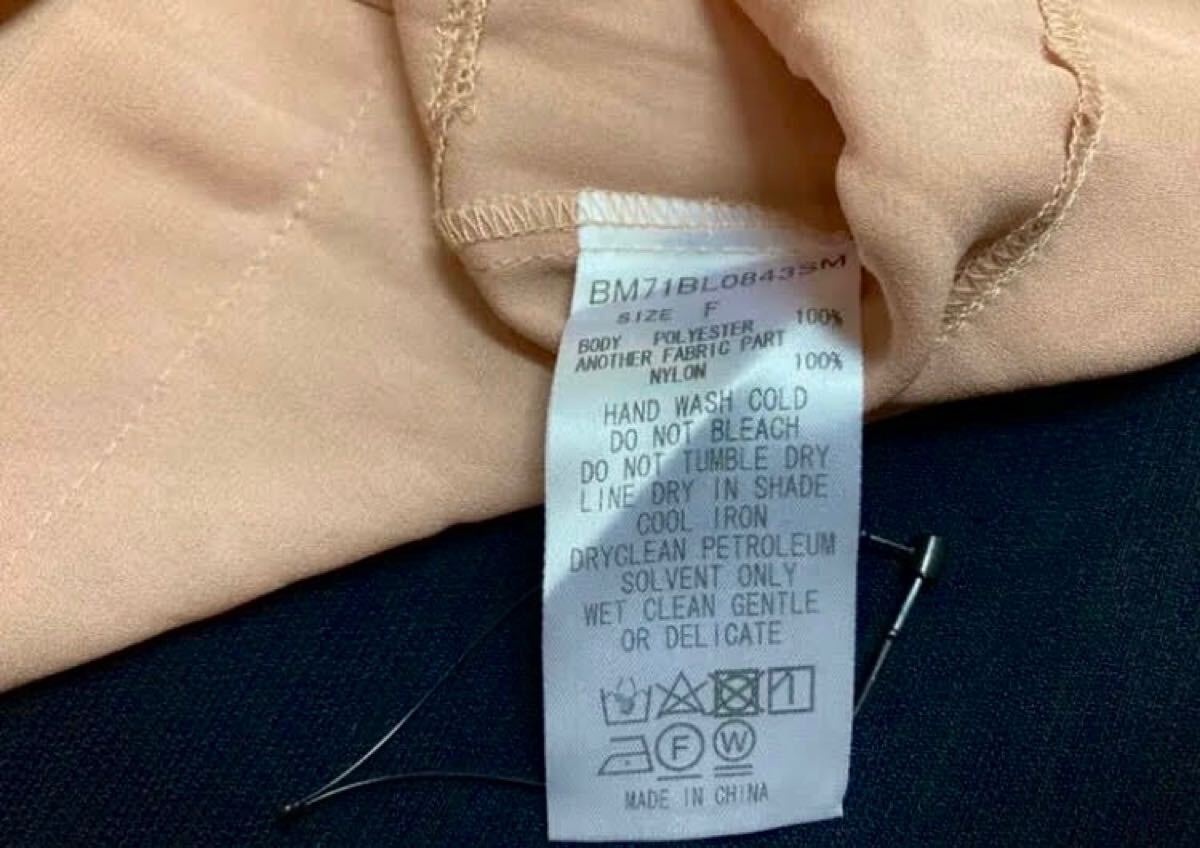 BM71BL0843SM
SIZE F
BODY POLYESTER 100%
ANOTHER FABRIC PART
NYLON 100%
HAND WASH COLD
DO NOT BLEACH
DO NOT TUMBLE DRY
LINE DRY IN SHADE
COOL IRON
DRYCLEAN PETROLEUM
SOLVENT ONLY
WET CLEAN GENTLE
OR DELICATE
F W
MADE IN CHINA